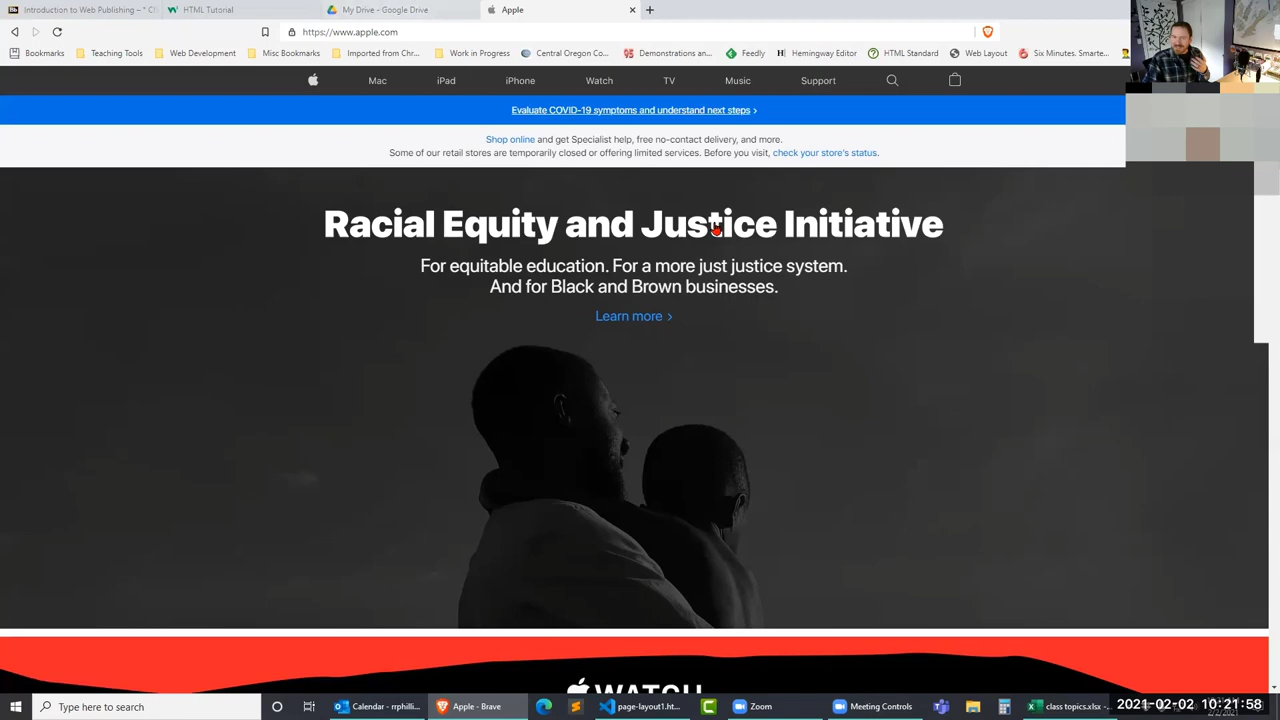 Introduction to Web Publishing – " C
HTML Tutorial
My Drive - Google Drive
Apple
https://www.apple.com
Bookmarks
Teaching Tools
Web Development
Misc Bookmarks
Imported from Chr...
Work in Progress
Central Oregon Co...
Demonstrations an...
Feedly
Hemingway Editor
HTML Standard
Web Layout
Six Minutes. Smarte...
Mac
iPad
iPhone
Watch
TV
Music
Support
Evaluate COVID-19 symptoms and understand next steps >
Shop online and get Specialist help, free no-contact delivery, and more.
Some of our retail stores are temporarily closed or offering limited services. Before you visit, check your store's status.
Racial Equity and Justice Initiative
For equitable education. For a more just justice system.
And for Black and Brown businesses.
Learn more >
WATCH
Type here to search
Calendar - rrphilli...
Apple - Brave
page-layout1.ht...
Zoom
Meeting Controls
class topics.xlsx - ...
2021-02-02 10:21:58